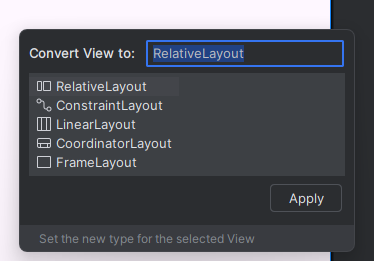 Convert View to: RelativeLayout
RelativeLayout
ConstraintLayout
LinearLayout
CoordinatorLayout
FrameLayout
Apply
Set the new type for the selected View